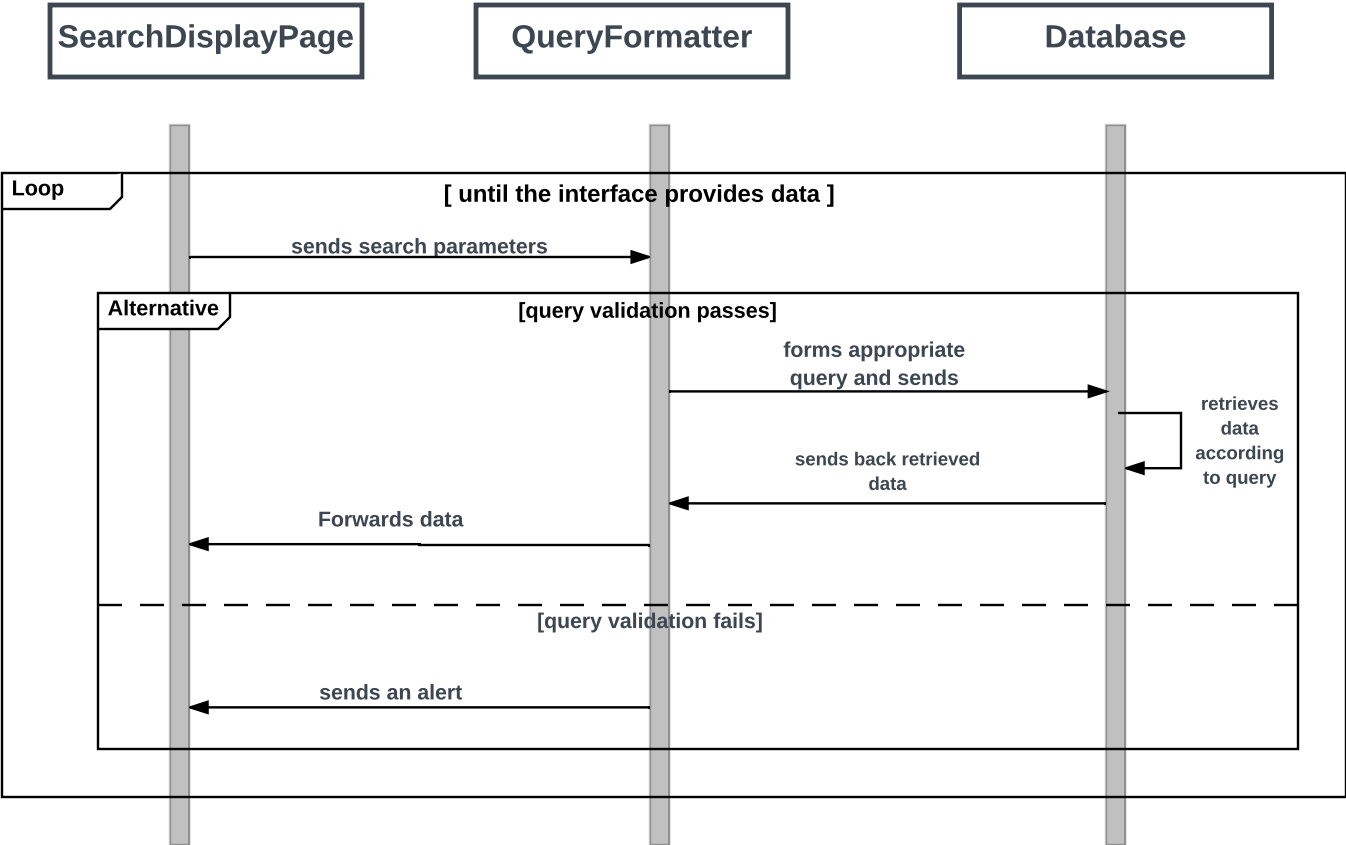 SearchDisplayPage
QueryFormatter
Database
Loop
[ until the interface provides data ]
sends search parameters
Alternative
[query validation passes]
forms appropriate
query and sends
retrieves
data
according
to query
sends back retrieved
data
Forwards data
[query validation fails]
sends an alert